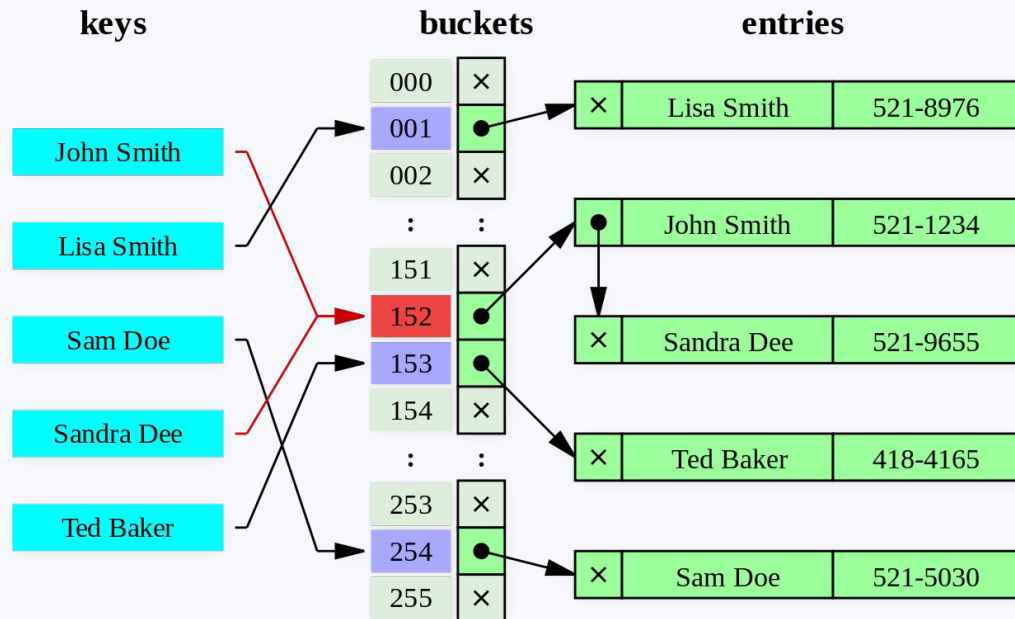 keys
buckets
entries
John Smith
Lisa Smith
Sam Doe
Sandra Dee
Ted Baker
000 ×
001
002 ×
: :
151 ×
152
153
154 ×
: :
253 ×
254
255 ×
× Lisa Smith 521-8976
John Smith 521-1234
× Sandra Dee 521-9655
× Ted Baker 418-4165
× Sam Doe 521-5030